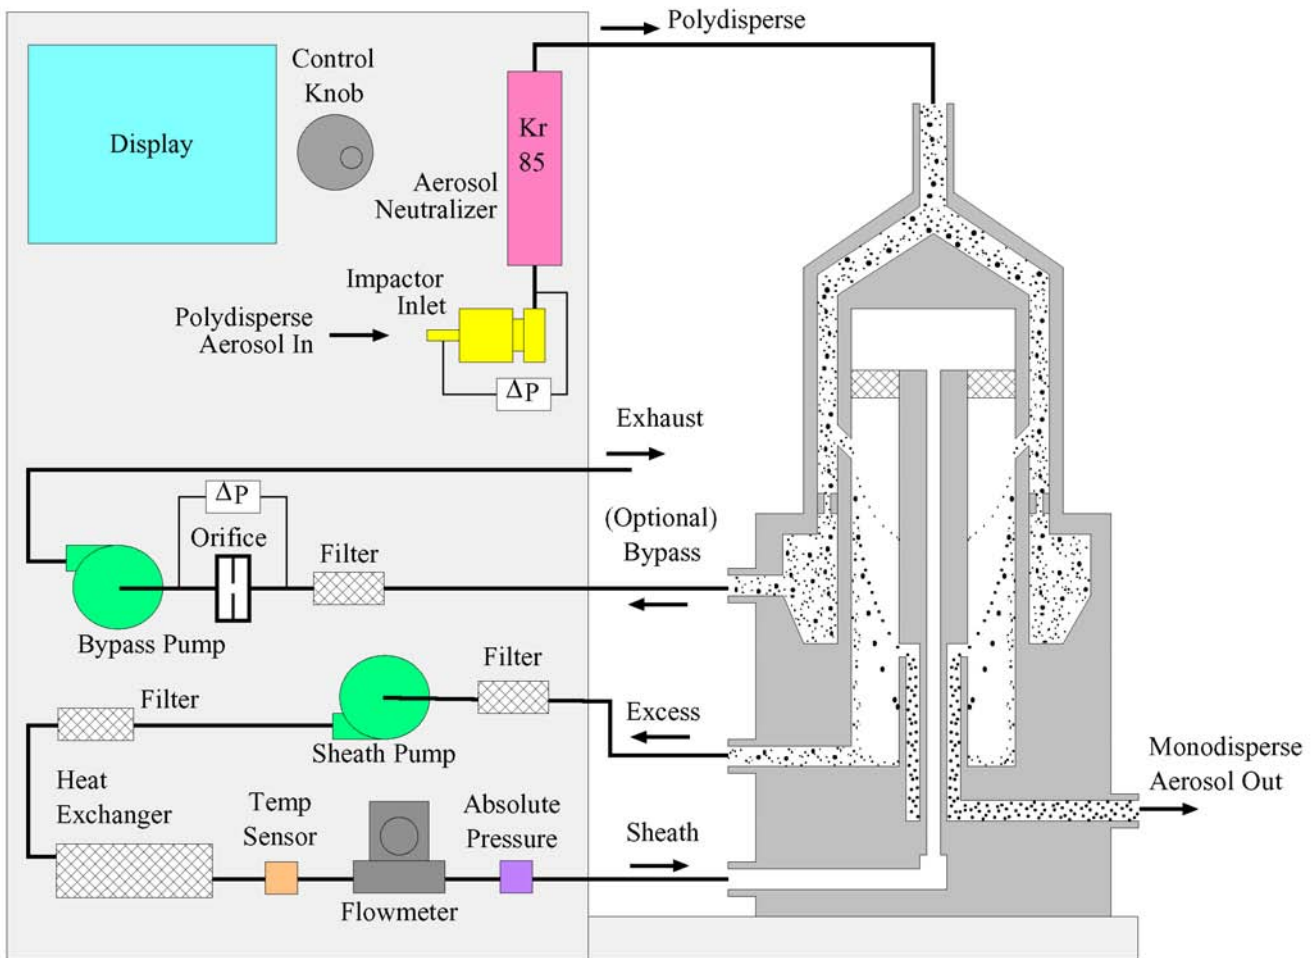 Polydisperse
Control
Knob
Display
Kr
85
Aerosol
Neutralizer
Impactor
Inlet
Polydisperse
Aerosol In
ΔP
Exhaust
ΔP
Orifice
Filter
(Optional)
Bypass
Bypass Pump
Filter
Filter
Sheath Pump
Excess
Monodisperse
Aerosol Out
Heat
Exchanger
Temp
Sensor
Absolute
Pressure
Sheath
Flowmeter